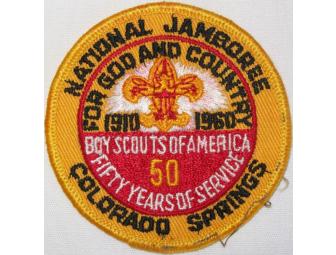 NATIONAL JAMBOREE
FOR GOD AND COUNTRY
1910 1960
BOY SCOUTS OF AMERICA
50
FIFTY YEARS OF SERVICE
COLORADO SPRINGS